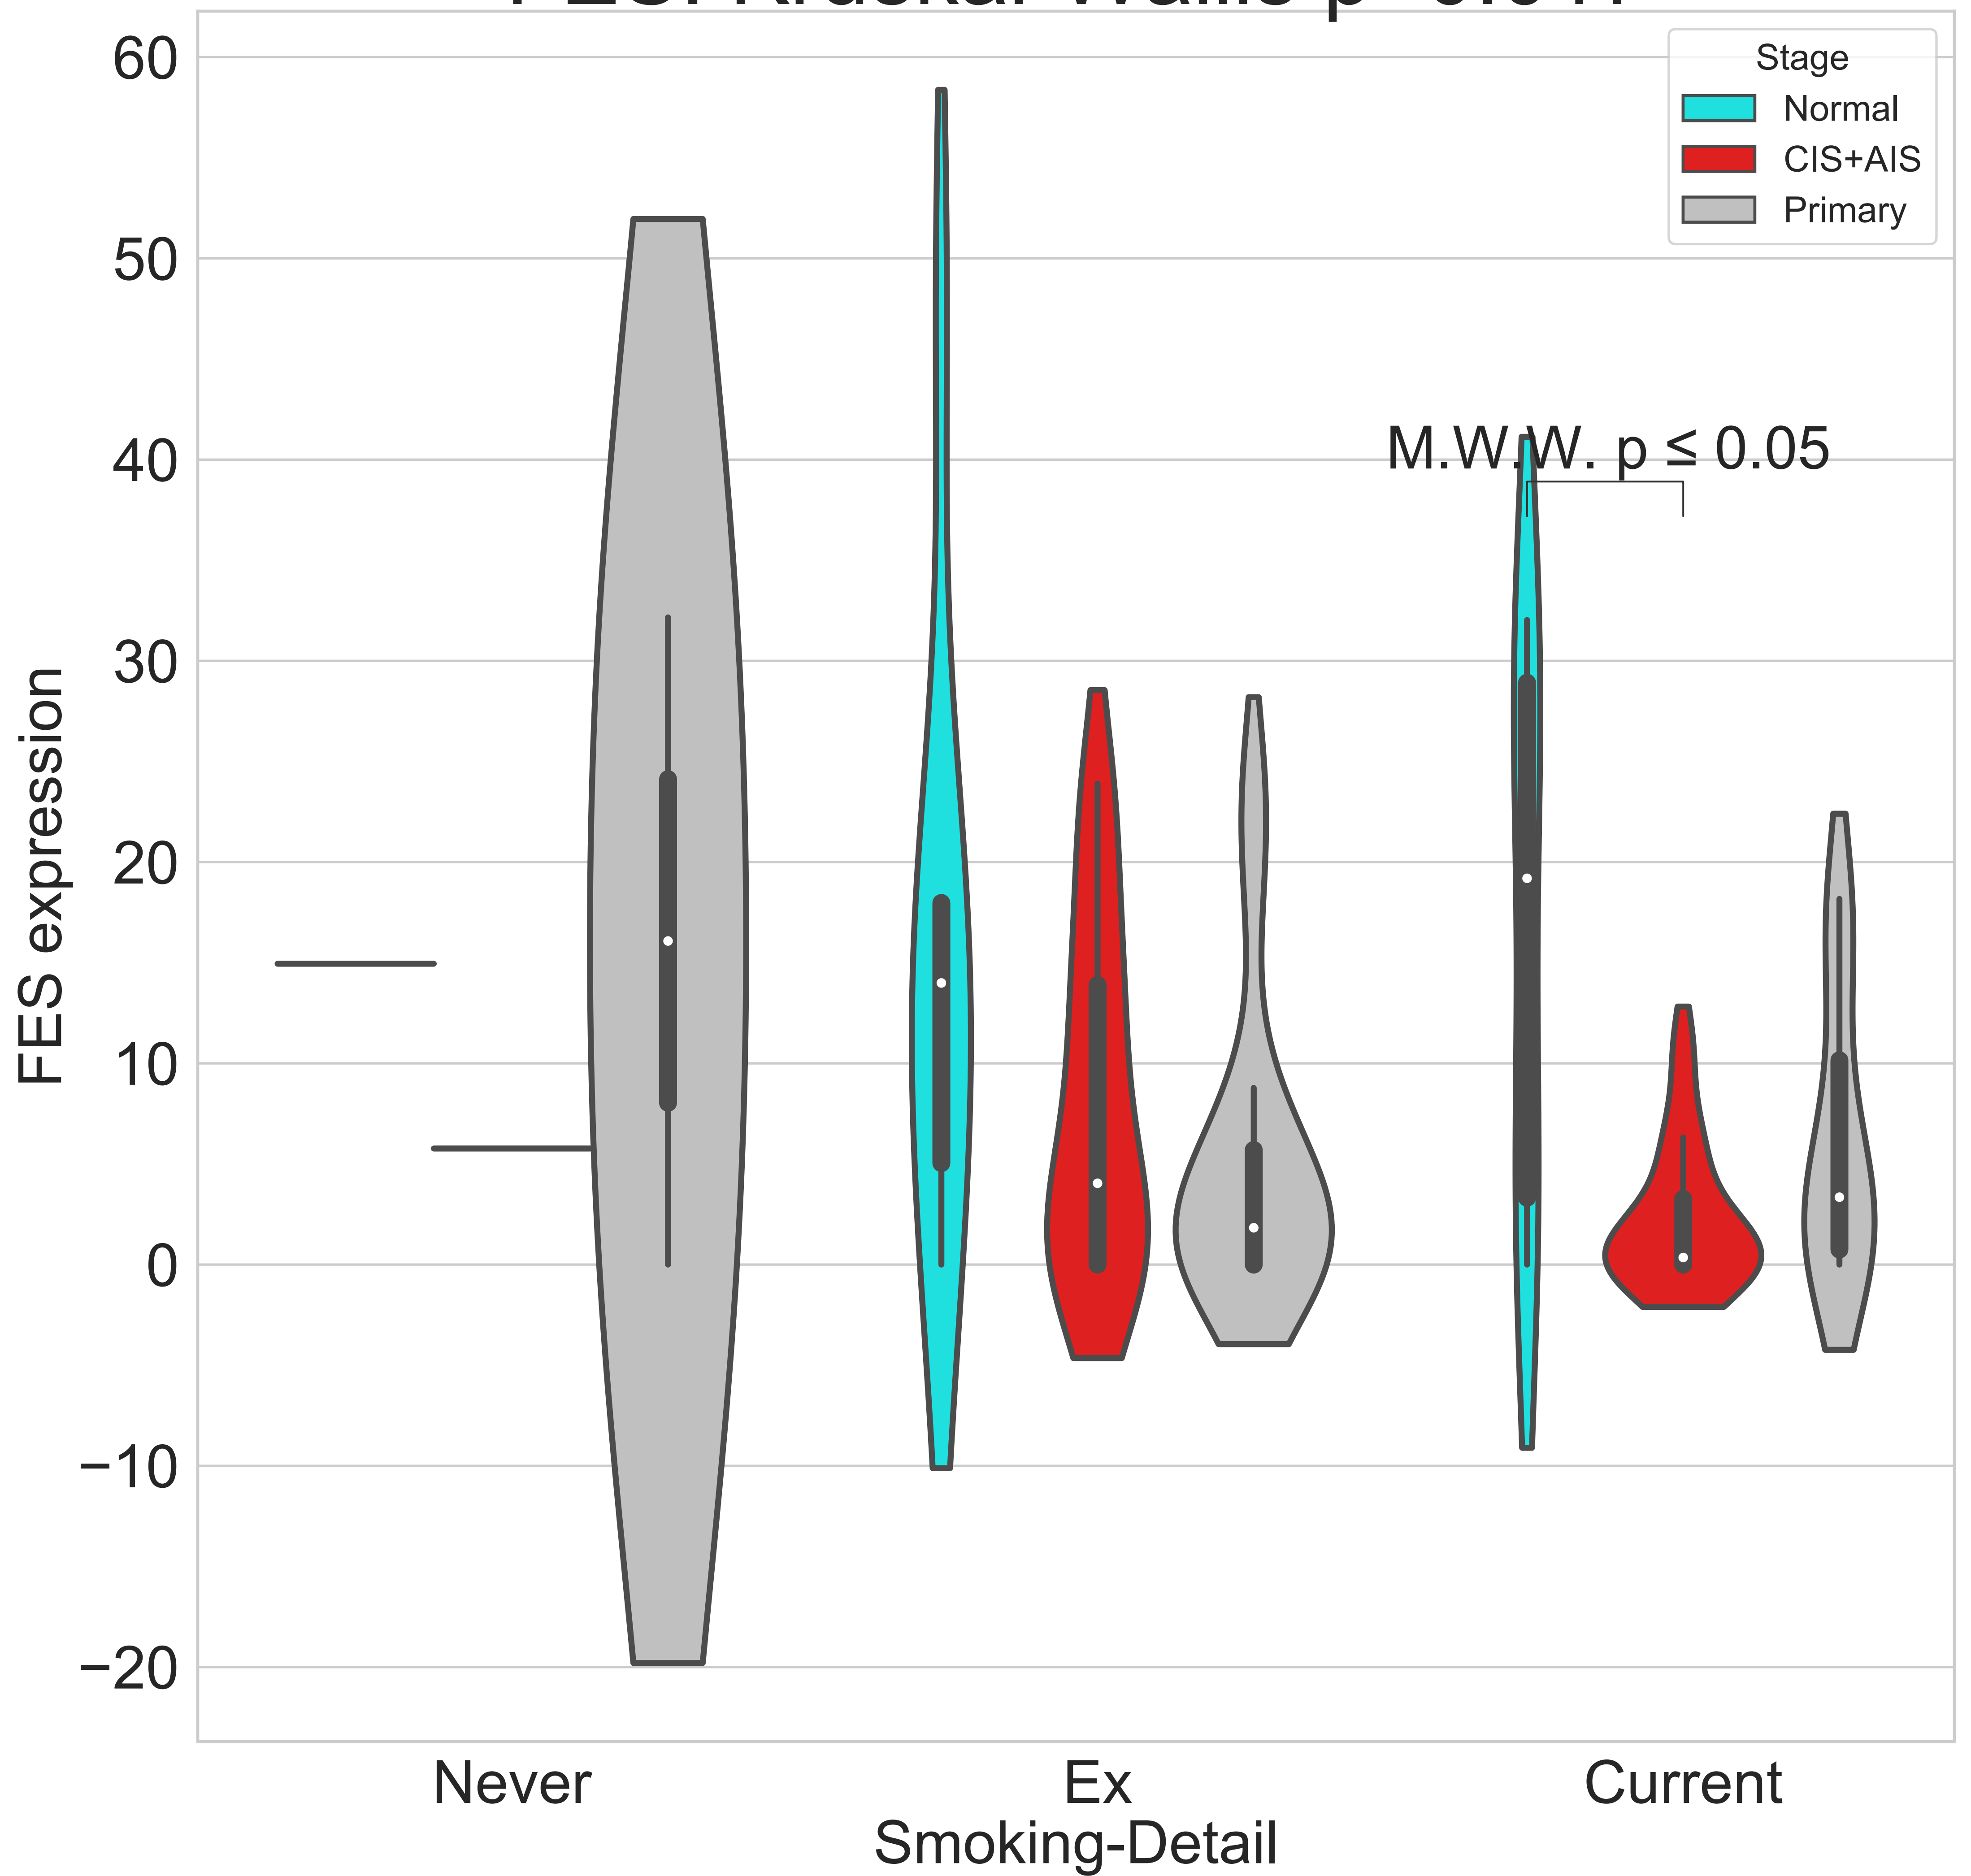 60
50
40
30
20
10
0
−10
−20
FES expression
Stage
Normal
CIS+AIS
Primary
M.W.W. p ≤ 0.05
Never
Ex
Current
Smoking-Detail